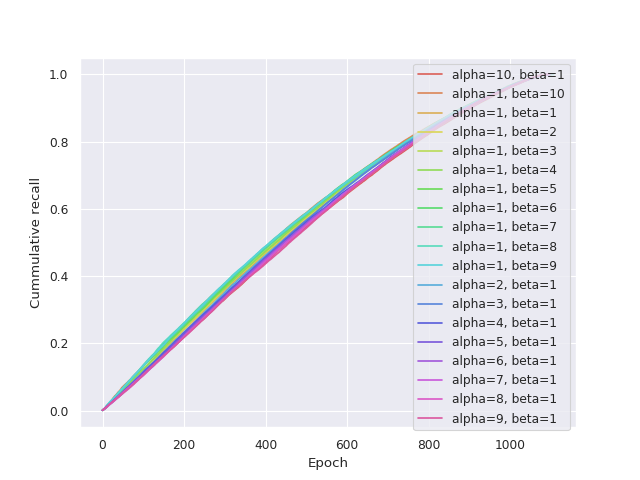 1.0
0.8
0.6
0.4
0.2
0.0
Cummulative recall
0
200
400
600
800
1000
Epoch
alpha=10, beta=1
alpha=1, beta=10
alpha=1, beta=1
alpha=1, beta=2
alpha=1, beta=3
alpha=1, beta=4
alpha=1, beta=5
alpha=1, beta=6
alpha=1, beta=7
alpha=1, beta=8
alpha=1, beta=9
alpha=2, beta=1
alpha=3, beta=1
alpha=4, beta=1
alpha=5, beta=1
alpha=6, beta=1
alpha=7, beta=1
alpha=8, beta=1
alpha=9, beta=1